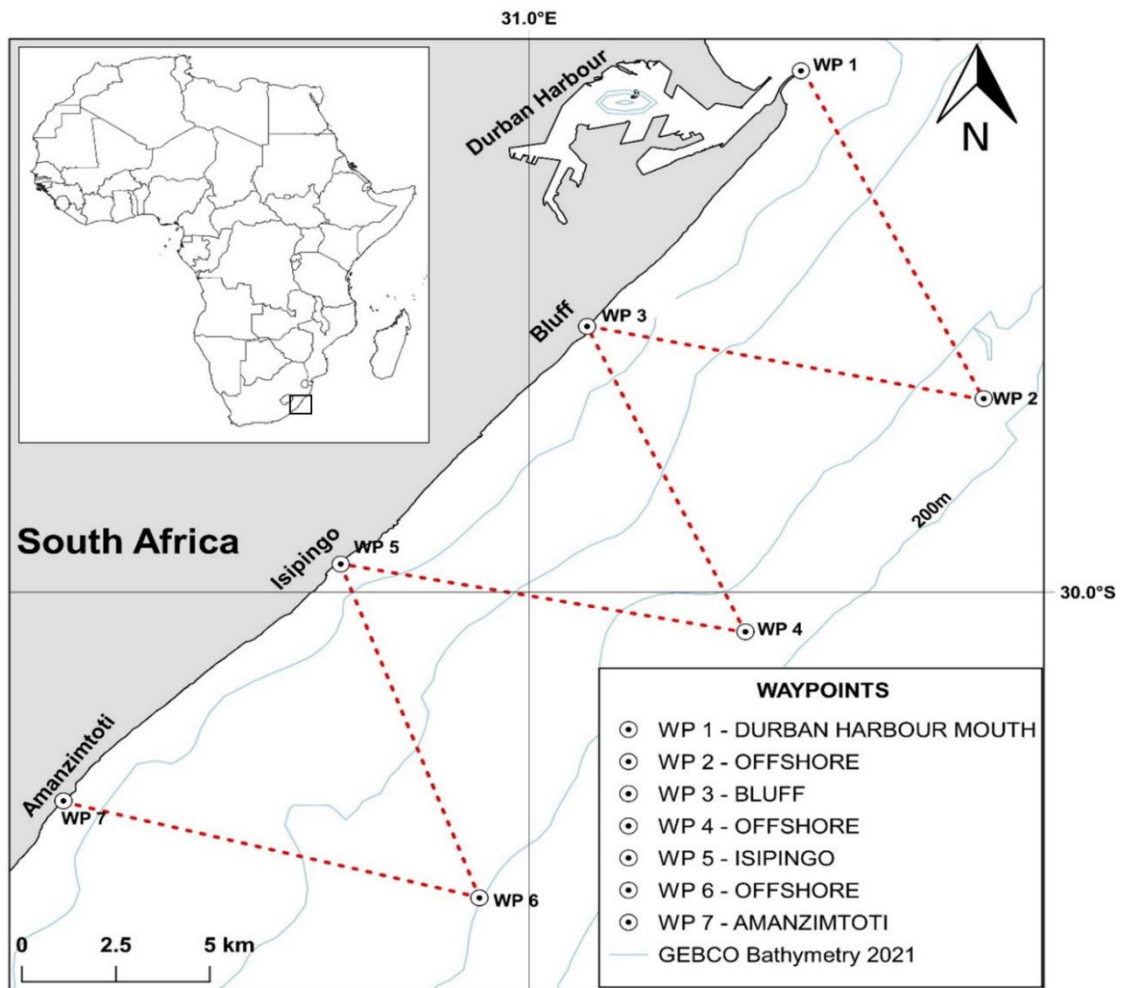 31.0°E
WP 1
Durban Harbour
N
Bluff
WP 3
WP 2
200m
South Africa
Isipingo
WP 5
30.0°S
WP 4
Amanzimtoti
WP 7
WP 6
0 2.5 5 km
WAYPOINTS
WP 1 - DURBAN HARBOUR MOUTH
WP 2 - OFFSHORE
WP 3 - BLUFF
WP 4 - OFFSHORE
WP 5 - ISIPINGO
WP 6 - OFFSHORE
WP 7 - AMANZIMTOTI
GEBCO Bathymetry 2021